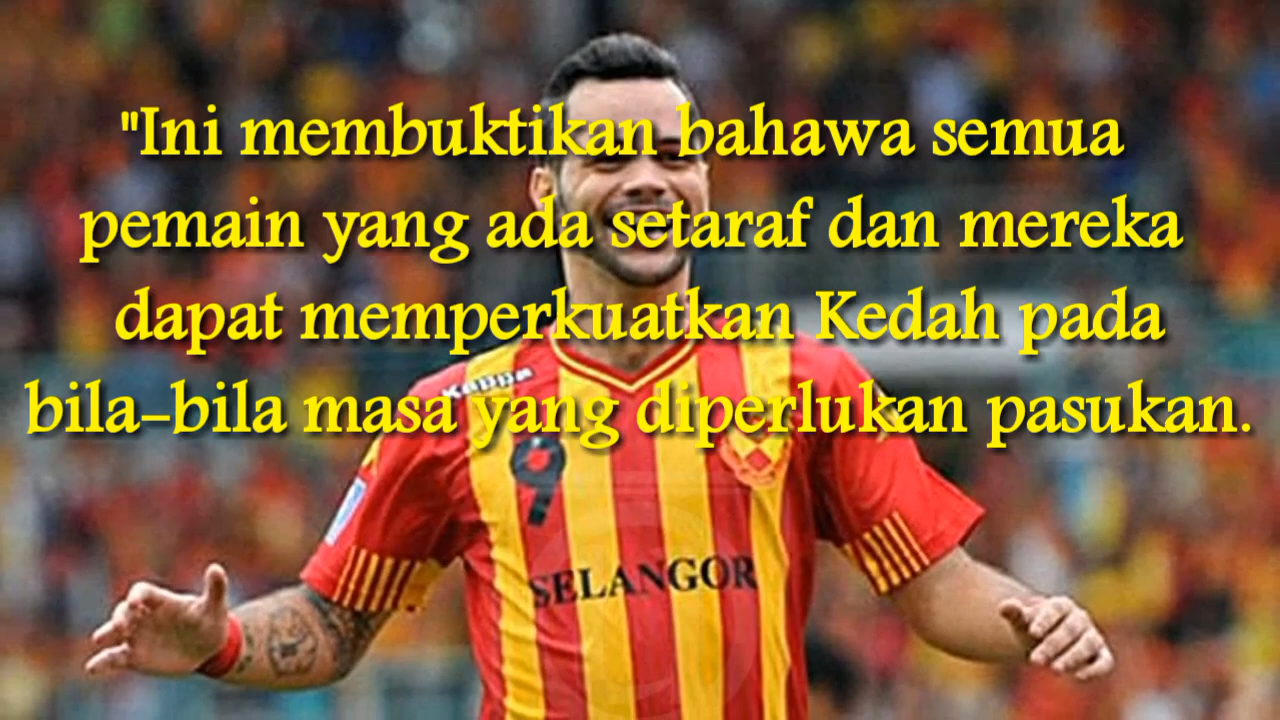 "Ini membuktikan bahawa semua
pemain yang ada setaraf dan mereka
dapat memperkuatkan Kedah pada
bila-bila masa yang diperlukan pasukan.
Kappa
9
SELANGOR